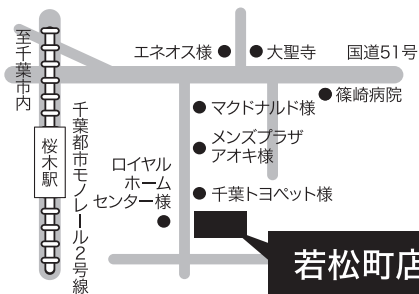 至千葉市内
エネオス様
大聖寺
国道51号
篠崎病院
マクドナルド様
メンズプラザ
アオキ様
千葉都市モノレール2号線
桜木駅
ロイヤル
ホーム
センター様
千葉トヨペット様
若松町店